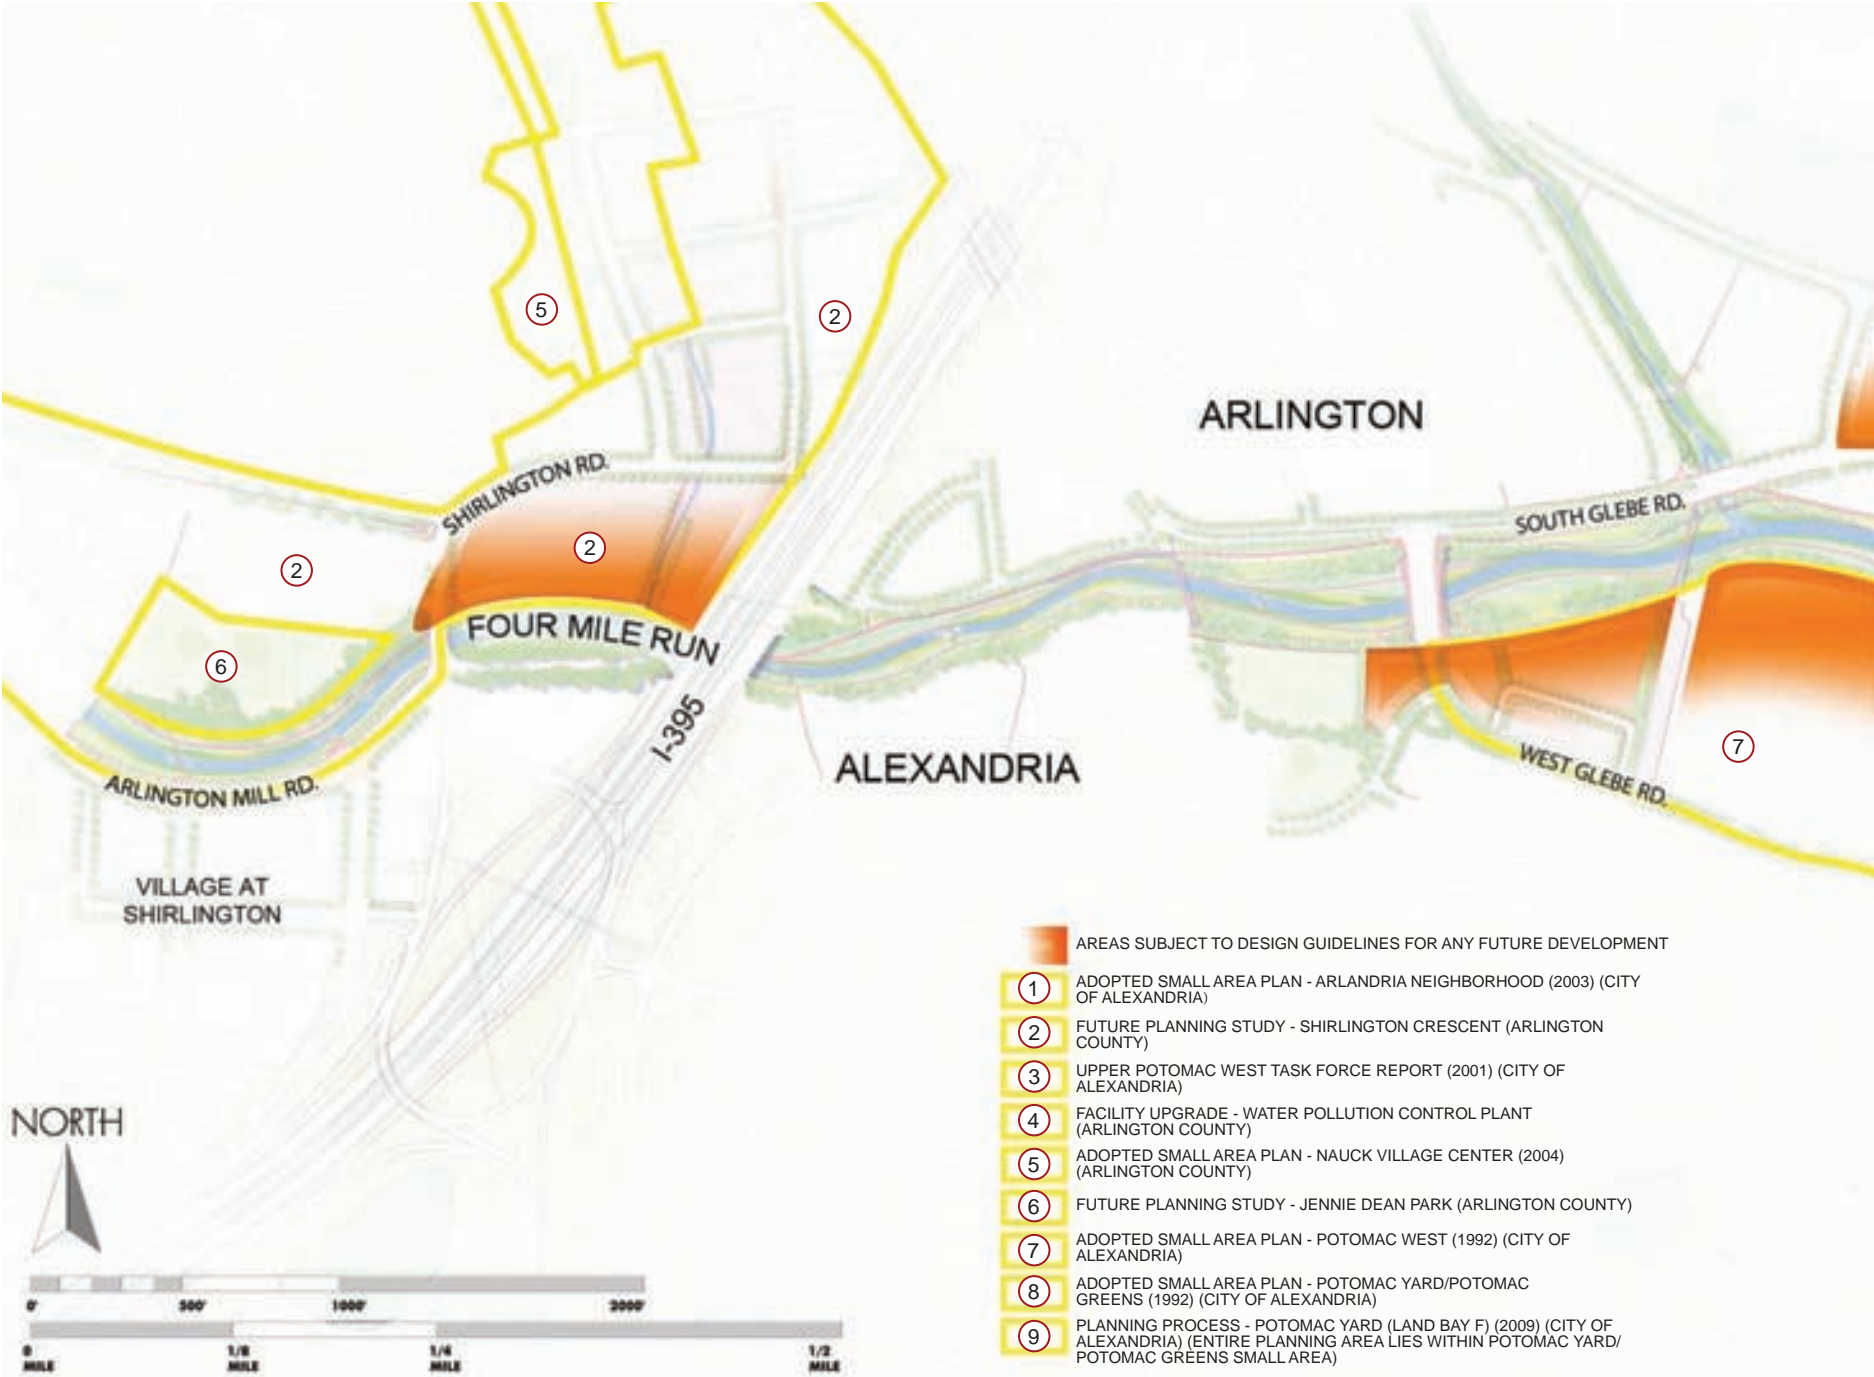 5
2
ARLINGTON
SHIRLINGTON RD.
SOUTH GLEBE RD.
2
2
FOUR MILE RUN
6
I-395
7
ALEXANDRIA
WEST GLEBE RD.
ARLINGTON MILL RD.
VILLAGE AT
SHIRLINGTON
AREAS SUBJECT TO DESIGN GUIDELINES FOR ANY FUTURE DEVELOPMENT
1 ADOPTED SMALL AREA PLAN - ARLANDRIA NEIGHBORHOOD (2003) (CITY
OF ALEXANDRIA)
2 FUTURE PLANNING STUDY - SHIRLINGTON CRESCENT (ARLINGTON
COUNTY)
3 UPPER POTOMAC WEST TASK FORCE REPORT (2001) (CITY OF
ALEXANDRIA)
4 FACILITY UPGRADE - WATER POLLUTION CONTROL PLANT
(ARLINGTON COUNTY)
5 ADOPTED SMALL AREA PLAN - NAUCK VILLAGE CENTER (2004)
(ARLINGTON COUNTY)
6 FUTURE PLANNING STUDY - JENNIE DEAN PARK (ARLINGTON COUNTY)
7 ADOPTED SMALL AREA PLAN - POTOMAC WEST (1992) (CITY OF
ALEXANDRIA)
8 ADOPTED SMALL AREA PLAN - POTOMAC YARD/POTOMAC
GREENS (1992) (CITY OF ALEXANDRIA)
9 PLANNING PROCESS - POTOMAC YARD (LAND BAY F) (2009) (CITY OF
ALEXANDRIA) (ENTIRE PLANNING AREA LIES WITHIN POTOMAC YARD/
POTOMAC GREENS SMALL AREA)
NORTH
0' 500' 1000' 2000'
0 1/8 1/4 1/2
MILE MILE MILE MILE